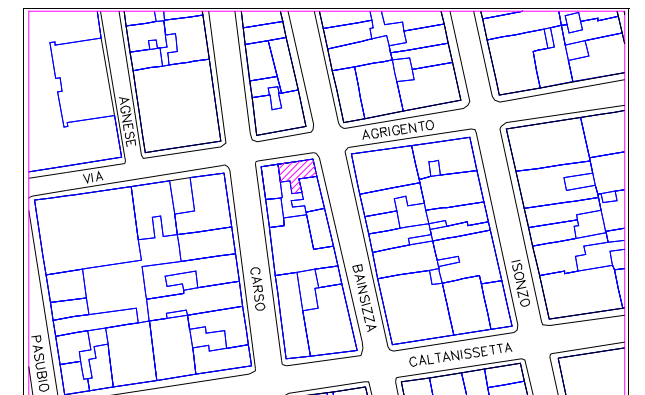 AGNESE
AGRIGENTO
VIA
CARSO
BAINSIZZA
ISONZO
PASUBIO
CALTANISSETTA